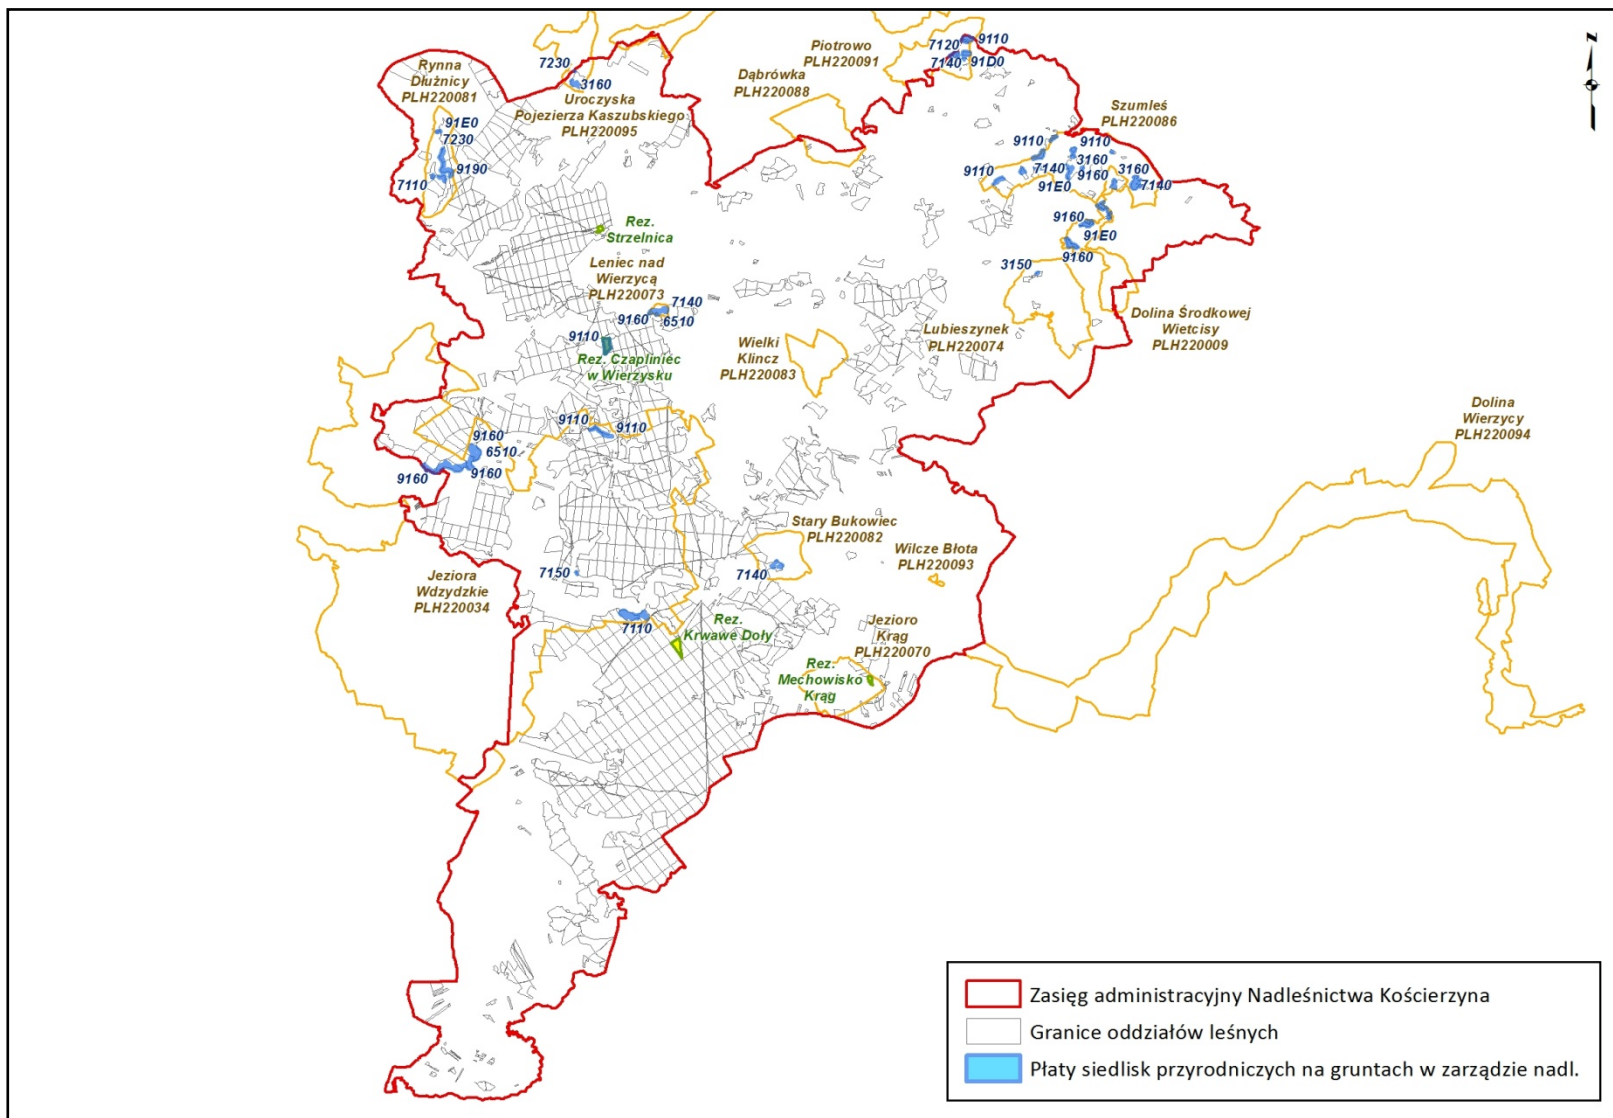 Piotrowo
PLH220091
7120
9110
7140
91D0
Dąbrówka
PLH220088
7230
3160
Uroczyska
Pojezierza Kaszubskiego
PLH220095
Rynna
Dłużnicy
PLH220081
91E0
7230
9190
7110
Szumleś
PLH220086
9110
9110
3160
7140
9160
3160
7140
9110
91E0
9160
91E0
9160
3150
Rez.
Strzelnica
Leniec nad
Wierzycą
PLH220073
7140
9160
6510
9110
Rez. Czapliniec
w Wierzysku
Wielki
Klincz
PLH220083
Lubieszynek
PLH220074
Dolina Środkowej
Wietcisy
PLH220009
Dolina
Wierzycy
PLH220094
9110
9110
9160
6510
9160
9160
Stary Bukowiec
PLH220082
7140
Wilcze Błota
PLH220093
7150
Jeziora
Wdzydzkie
PLH220034
7110
Rez.
Krwawe Doły
Jezioro
Krąg
PLH220070
Rez.
Mechowisko
Krąg
N
Zasięg administracyjny Nadleśnictwa Kościerzyna
Granice oddziałów leśnych
Płaty siedlisk przyrodniczych na gruntach w zarządzie nadl.